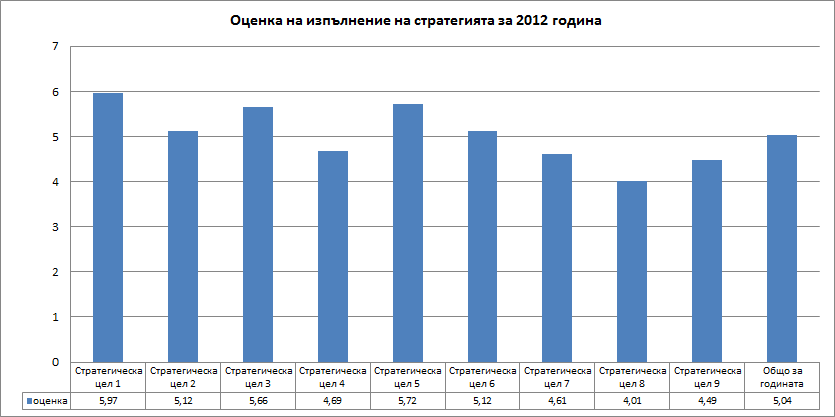 Оценка на изпълнение на стратегията за 2012 година
7
6
5
4
3
2
1
0
Стратегическа цел 1
Стратегическа цел 2
Стратегическа цел 3
Стратегическа цел 4
Стратегическа цел 5
Стратегическа цел 6
Стратегическа цел 7
Стратегическа цел 8
Стратегическа цел 9
Общо за годината
оценка 5,97 5,12 5,66 4,69 5,72 5,12 4,61 4,01 4,49 5,04